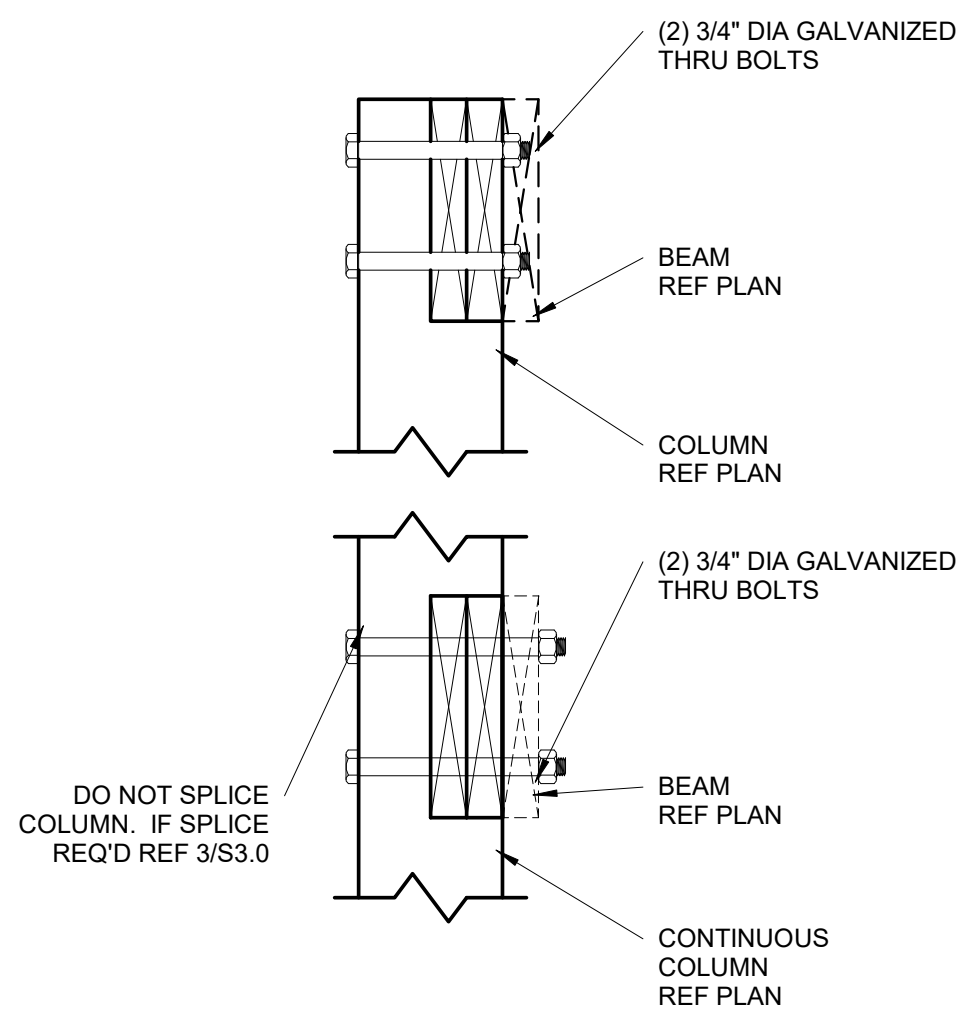 (2) 3/4" DIA GALVANIZED
THRU BOLTS
BEAM
REF PLAN
COLUMN
REF PLAN
(2) 3/4" DIA GALVANIZED
THRU BOLTS
BEAM
REF PLAN
DO NOT SPLICE
COLUMN. IF SPLICE
REQ'D REF 3/S3.0
CONTINUOUS
COLUMN
REF PLAN